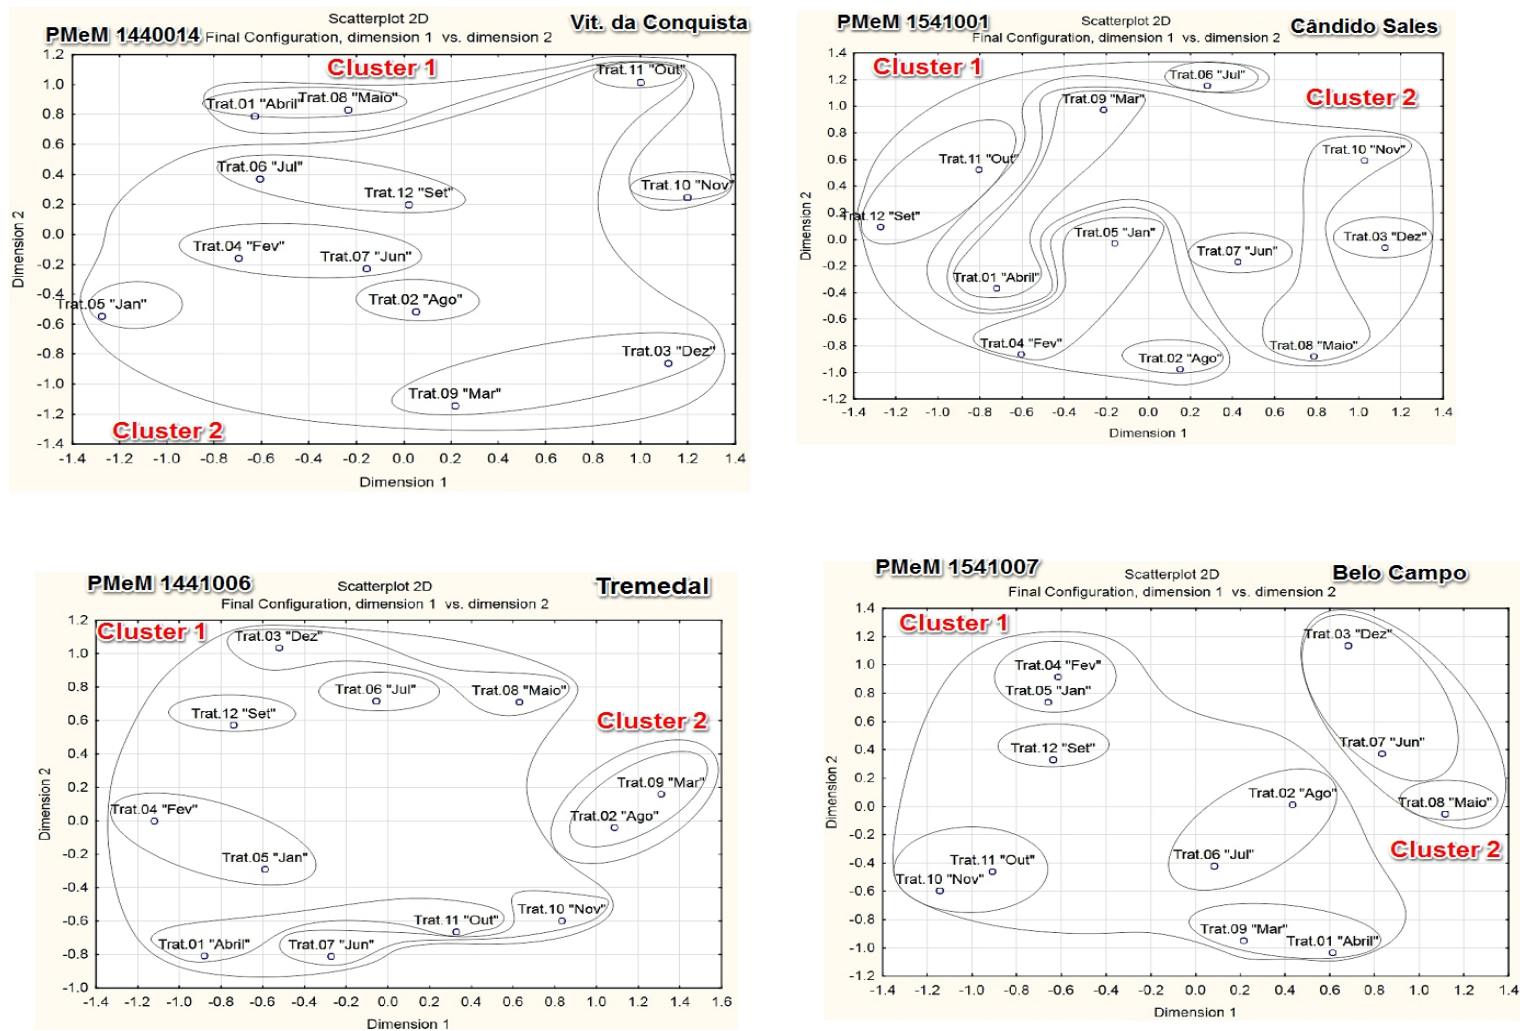 Scatterplot 2D
Vit. da Conquista
PMeM 1440014
Final Configuration, dimension 1 vs. dimension 2
Cluster 1
Trat.11 "Out"
Trat.01 "Abril"
Trat.08 "Maio"
Trat.06 "Jul"
Trat.12 "Set"
Trat.10 "Nov"
Trat.04 "Fev"
Trat.07 "Jun"
Trat.05 "Jan"
Trat.02 "Ago"
Trat.03 "Dez"
Trat.09 "Mar"
Cluster 2
1.2
1.0
0.8
0.6
0.4
0.2
0.0
-0.2
-0.4
-0.6
-0.8
-1.0
-1.2
-1.4
Dimension 2
-1.4 -1.2 -1.0 -0.8 -0.6 -0.4 -0.2 0.0 0.2 0.4 0.6 0.8 1.0 1.2 1.4
Dimension 1
PMeM 1541001
Scatterplot 2D
Cândido Sales
Final Configuration, dimension 1 vs. dimension 2
Cluster 1
Trat.06 "Jul"
Trat.09 "Mar"
Cluster 2
Trat.11 "Out"
Trat.10 "Nov"
Trat.12 "Set"
Trat.05 "Jan"
Trat.03 "Dez"
Trat.07 "Jun"
Trat.01 "Abril"
Trat.04 "Fev"
Trat.08 "Maio"
Trat.02 "Ago"
1.4
1.2
1.0
0.8
0.6
0.4
0.2
0.0
-0.2
-0.4
-0.6
-0.8
-1.0
-1.2
Dimension 2
-1.4 -1.2 -1.0 -0.8 -0.6 -0.4 -0.2 0.0 0.2 0.4 0.6 0.8 1.0 1.2 1.4
Dimension 1
PMeM 1441006
Scatterplot 2D
Tremedal
Final Configuration, dimension 1 vs. dimension 2
Cluster 1
Trat.03 "Dez"
Trat.06 "Jul"
Trat.08 "Maio"
Trat.12 "Set"
Cluster 2
Trat.09 "Mar"
Trat.04 "Fev"
Trat.02 "Ago"
Trat.05 "Jan"
Trat.10 "Nov"
Trat.11 "Out"
Trat.01 "Abril"
Trat.07 "Jun"
1.2
1.0
0.8
0.6
0.4
0.2
0.0
-0.2
-0.4
-0.6
-0.8
-1.0
Dimension 2
-1.4 -1.2 -1.0 -0.8 -0.6 -0.4 -0.2 0.0 0.2 0.4 0.6 0.8 1.0 1.2 1.4 1.6
Dimension 1
PMeM 1541007
Scatterplot 2D
Belo Campo
Final Configuration, dimension 1 vs. dimension 2
Cluster 1
Trat.03 "Dez"
Trat.04 "Fev"
Trat.05 "Jan"
Trat.12 "Set"
Trat.07 "Jun"
Trat.02 "Ago"
Trat.08 "Maio"
Cluster 2
Trat.06 "Jul"
Trat.11 "Out"
Trat.10 "Nov"
Trat.09 "Mar"
Trat.01 "Abril"
1.4
1.2
1.0
0.8
0.6
0.4
0.2
0.0
-0.2
-0.4
-0.6
-0.8
-1.0
-1.2
Dimension 2
-1.4 -1.2 -1.0 -0.8 -0.6 -0.4 -0.2 0.0 0.2 0.4 0.6 0.8 1.0 1.2 1.4
Dimension 1